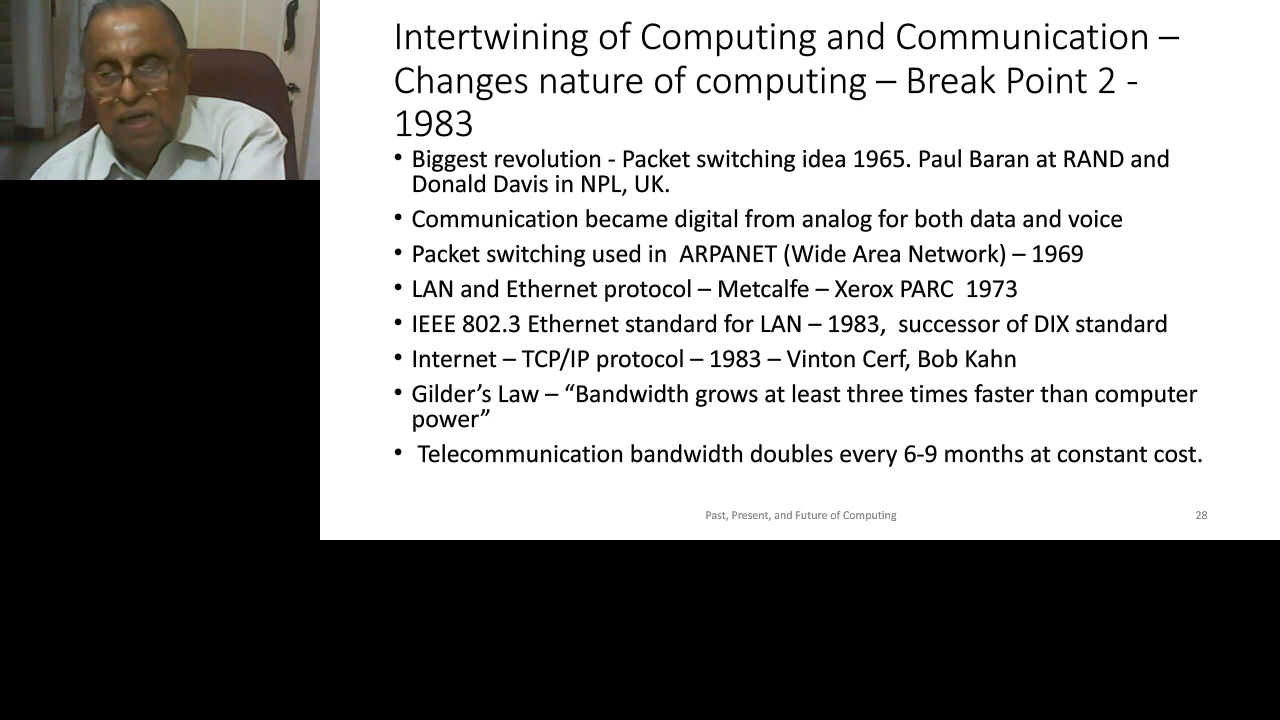 Intertwining of Computing and Communication –
Changes nature of computing – Break Point 2 -
1983
• Biggest revolution - Packet switching idea 1965. Paul Baran at RAND and
Donald Davis in NPL, UK.
• Communication became digital from analog for both data and voice
• Packet switching used in  ARPANET (Wide Area Network) – 1969
• LAN and Ethernet protocol – Metcalfe – Xerox PARC  1973
• IEEE 802.3 Ethernet standard for LAN – 1983,  successor of DIX standard
• Internet – TCP/IP protocol – 1983 – Vinton Cerf, Bob Kahn
• Gilder’s Law – “Bandwidth grows at least three times faster than computer
power”
• Telecommunication bandwidth doubles every 6-9 months at constant cost.
Past, Present, and Future of Computing
28